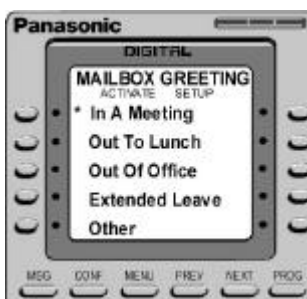 Panasonic
DIGITAL
MAILBOX GREETING
ACTIVATE SETUP
* In A Meeting
Out To Lunch
Out Of Office
Extended Leave
Other
MSG CONF MENU PREV NEXT PROG